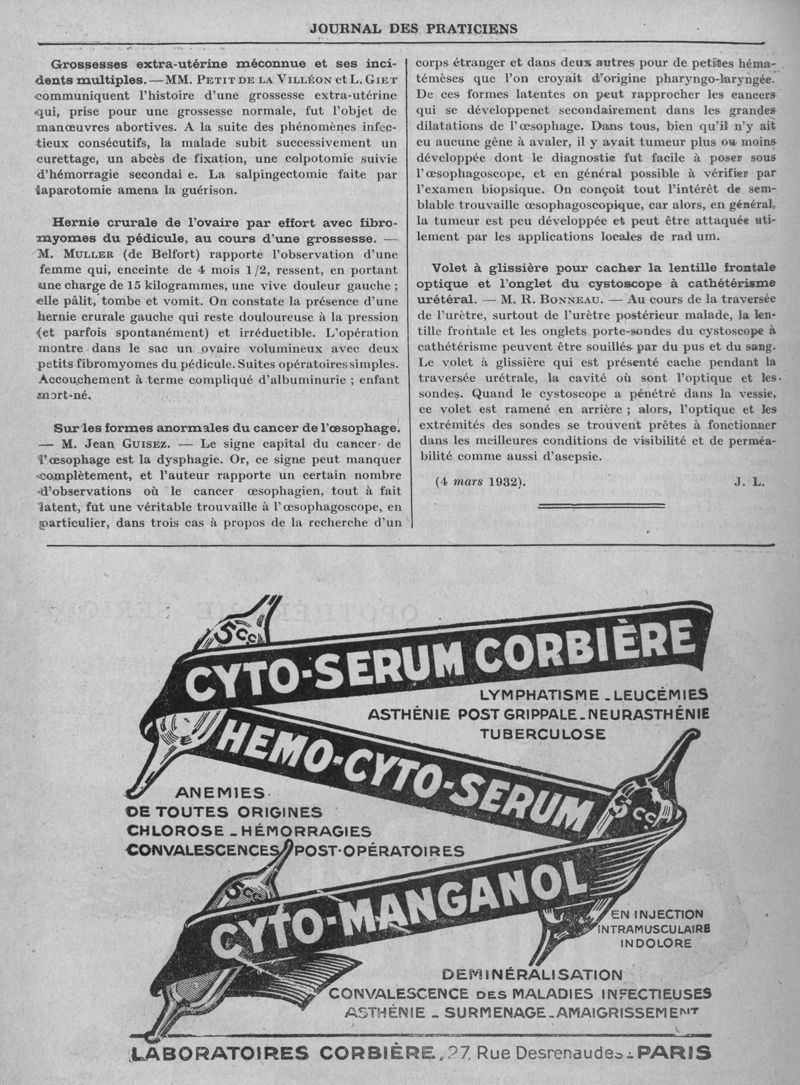 JOURNAL DES PRATICIENS
Grossesses extra-utérine méconnue et ses inci-
dents multiples. — MM. PETIT DE LA VILLÉON et L. GIET
communiquent l'histoire d'une grossesse extra-utérine
qui, prise pour une grossesse normale, fut l'objet de
manœuvres abortives. A la suite des phénomènes infec-
tieux consécutifs, la malade subit successivement un
curettage, un abcès de fixation, une colpotomie suivie
d'hémorragie secondai e. La salpingectomie faite par
laparotomie amena la guérison.
Hernie crurale de l'ovaire par effort avec fibro-
myomes du pédicule, au cours d'une grossesse. —
M. MULLER (de Belfort) rapporte l'observation d'une
femme qui, enceinte de 4 mois 1/2, ressent, en portant
une charge de 15 kilogrammes, une vive douleur gauche ;
elle pâlit, tombe et vomit. On constate la présence d'une
hernie crurale gauche qui reste douloureuse à la pression
(et parfois spontanément) et irréductible. L'opération
montre dans le sac un ovaire volumineux avec deux
petits fibromyomes du pédicule. Suites opératoires simples.
Accouchement à terme compliqué d'albuminurie ; enfant
mort-né.
Sur les formes anormales du cancer de l'œsophage.
— M. Jean GUISEZ. — Le signe capital du cancer de
l'œsophage est la dysphagie. Or, ce signe peut manquer
complètement, et l'auteur rapporte un certain nombre
d'observations où le cancer œsophagien, tout à fait
latent, fut une véritable trouvaille à l'œsophagoscope, en
particulier, dans trois cas à propos de la recherche d'un
corps étranger et dans deux autres pour de petites héma-
témèses que l'on croyait d'origine pharyngo-laryngée.
De ces formes latentes on peut rapprocher les cancers
qui se développenet secondairement dans les grandes
dilatations de l'œsophage. Dans tous, bien qu'il n'y ait
eu aucune gêne à avaler, il y avait tumeur plus ou moins
développée dont le diagnostic fut facile à poser sous
l'œsophagoscope, et en général possible à vérifier par
l'examen biopsique. On conçoit tout l'intérêt de sem-
blable trouvaille œsophagoscopique, car alors, en général,
la tumeur est peu développée et peut être attaquée uti-
lement par les applications locales de rad um.
Volet à glissière pour cacher la lentille frontale
optique et l'onglet du cystoscope à cathétérisme
urétéral. — M. R. BONNEAU. — Au cours de la traversée
de l'urètre, surtout de l'urètre postérieur malade, la len-
tille frontale et les onglets porte-sondes du cystoscope à
cathétérisme peuvent être souillés par du pus et du sang.
Le volet à glissière qui est présenté cache pendant la
traversée urétrale, la cavité où sont l'optique et les
sondes. Quand le cystoscope a pénétré dans la vessie,
ce volet est ramené en arrière ; alors, l'optique et les
extrémités des sondes se trouvent prêtes à fonctionner
dans les meilleures conditions de visibilité et de perméa-
bilité comme aussi d'asepsie.
(4 mars 1932). J. L.
5cc.
CYTO-SERUM CORBIÈRE
LYMPHATISME - LEUCÉMIES
ASTHÉNIE POST GRIPPALE - NEURASTHÉNIE
TUBERCULOSE
HEMO-CYTO-SERUM
5cc
ANEMIES
DE TOUTES ORIGINES
CHLOROSE - HÉMORRAGIES
CONVALESCENCES POST-OPÉRATOIRES
5cc
CYTO-MANGANOL
EN INJECTION
INTRAMUSCULAIRE
INDOLORE
DÉMINÉRALISATION
CONVALESCENCE DES MALADIES INFECTIEUSES
ASTHÉNIE - SURMENAGE - AMAIGRISSEMENT
LABORATOIRES CORBIÈRE, 27, Rue Desrenaudes - PARIS